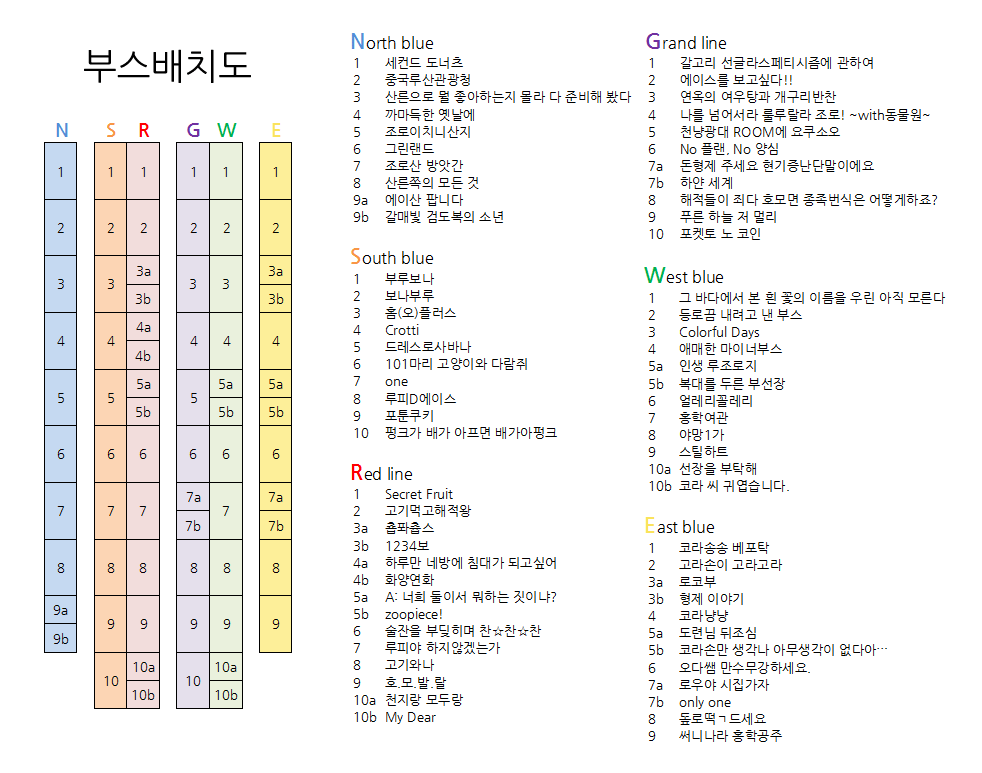 부스배치도
N S R G W E
1 1 1 1 1 1
2 2 2 2 2 2
3 3 3a 3b 3 3 3a 3b
4 4 4a 4b 4 4 4
5 5 5a 5b 5 5a 5b 5a 5b
6 6 6 6 6 6
7 7 7 7a 7b 7 7a 7b
8 8 8 8 8 8
9a 9b 9 9 9 9 9
10 10a 10b 10 10a 10b
North blue
1 세컨드 도너츠
2 중국루산관광청
3 산른으로 뭘 좋아하는지 몰라 다 준비해 봤다
4 까마득한 옛날에
5 조로이치니산지
6 그린랜드
7 조로산 방앗간
8 산른쪽의 모든 것
9a 에이산 팝니다
9b 갈매빛 검도복의 소년
South blue
1 부루보나
2 보나부루
3 홈(오)플러스
4 Crotti
5 드레스로사바나
6 101마리 고양이와 다람쥐
7 one
8 루피D에이스
9 포툰쿠키
10 펑크가 배가 아프면 배가아펑크
Red line
1 Secret Fruit
2 고기먹고해적왕
3a 춉퐈춉스
3b 1234보
4a 하루만 네방에 침대가 되고싶어
4b 화양연화
5a A: 너희 둘이서 뭐하는 짓이냐?
5b zoopiece!
6 술잔을 부딪히며 찬☆찬☆찬
7 루피야 하지않겠는가
8 고기와나
9 흐.모.발.랄
10a 천지랑 모두랑
10b My Dear
Grand line
1 갈고리 선글라스페티시즘에 관하여
2 에이스를 보고싶다!!
3 연옥의 여우탕과 개구리반찬
4 나를 넘어서라 룰루랄라 조로! ~with동물원~
5 천냥광대 ROOM에 요쿠소오
6 No 플랜, No 양심
7a 돈형제 주세요 현기증난단말이에요
7b 하얀 세계
8 해적들이 죄다 호모면 종족번식은 어떻게하죠?
9 푸른 하늘 저 멀리
10 포켓토 노 코인
West blue
1 그 바다에서 본 흰 꽃의 이름을 우린 아직 모른다
2 등로끔 내려고 낸 부스
3 Colorful Days
4 애매한 마이너부스
5a 인생 루조로지
5b 복대를 두른 부선장
6 얼레리꼴레리
7 홍학여관
8 야망1가
9 스틸하트
10a 선장을 부탁해
10b 코라 씨 귀엽습니다.
East blue
1 코라송송 베포탁
2 고라손이 고라고라
3a 로코부
3b 형제 이야기
4 코라냥냥
5a 도련님 뒤조심
5b 코라손만 생각나 아무생각이 없다아…
6 오다쌤 만수무강하세요.
7a 로우야 시집가자
7b only one
8 둪로떡ㄱ드세요
9 써니나라 홍학공주